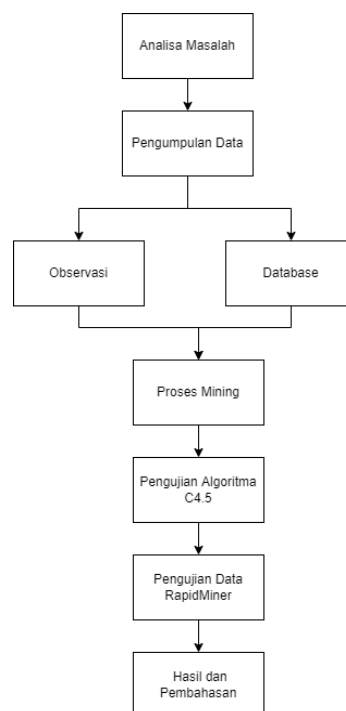 Analisa Masalah
Pengumpulan Data
Observasi
Database
Proses Mining
Pengujian Algoritma
C4.5
Pengujian Data
RapidMiner
Hasil dan
Pembahasan